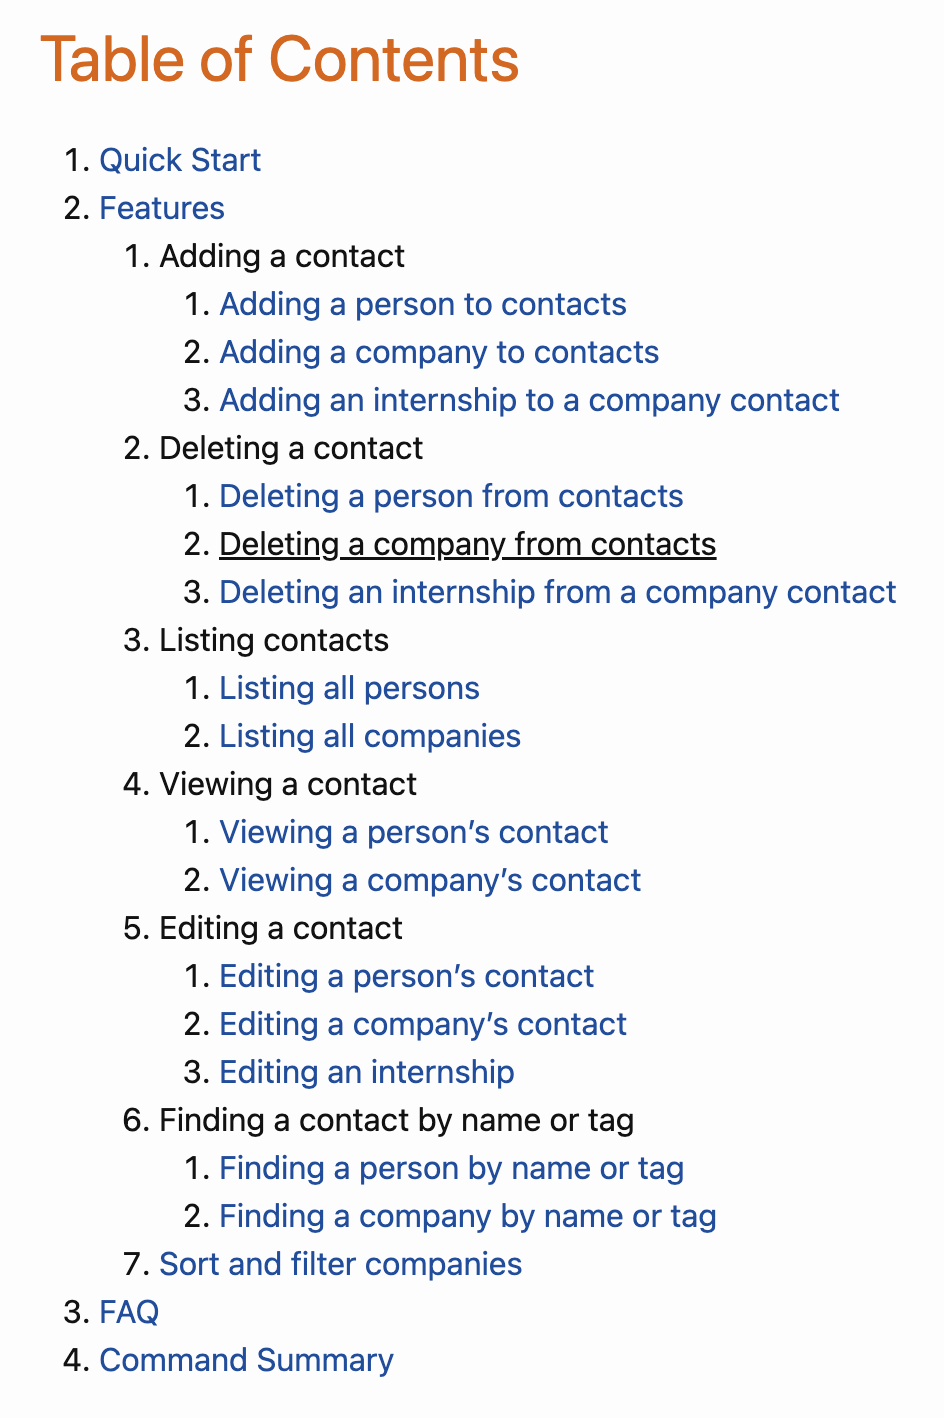 Table of Contents
1. Quick Start
2. Features
1. Adding a contact
1. Adding a person to contacts
2. Adding a company to contacts
3. Adding an internship to a company contact
2. Deleting a contact
1. Deleting a person from contacts
2. Deleting a company from contacts
3. Deleting an internship from a company contact
3. Listing contacts
1. Listing all persons
2. Listing all companies
4. Viewing a contact
1. Viewing a person’s contact
2. Viewing a company’s contact
5. Editing a contact
1. Editing a person’s contact
2. Editing a company’s contact
3. Editing an internship
6. Finding a contact by name or tag
1. Finding a person by name or tag
2. Finding a company by name or tag
7. Sort and filter companies
3. FAQ
4. Command Summary